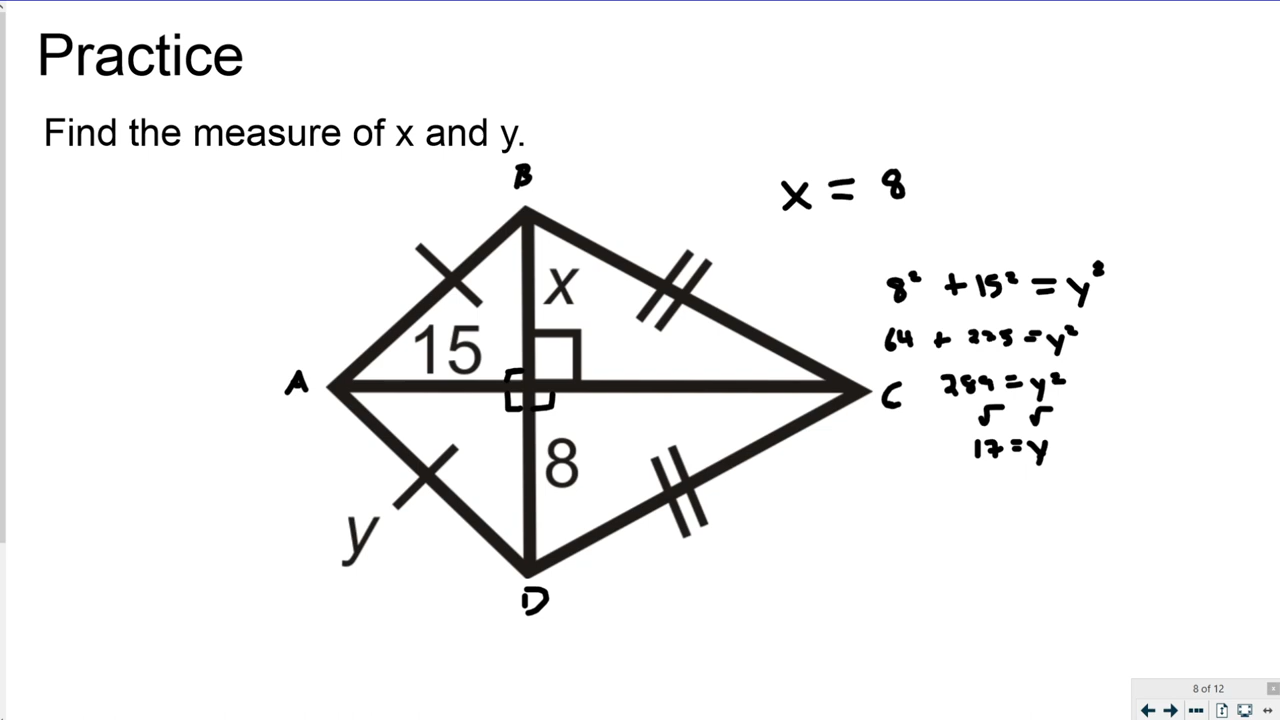 Practice
Find the measure of x and y.
B
x = 8
x
8² + 15² = y²
15
64 + 225 = y²
A
C
289 = y²
√ √
17 = y
8
y
D
8 of 12